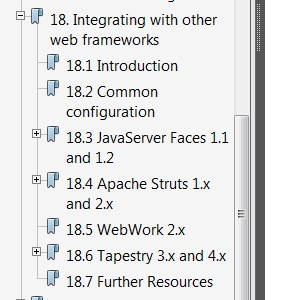 18. Integrating with other
web frameworks
18.1 Introduction
18.2 Common
configuration
18.3 JavaServer Faces 1.1
and 1.2
18.4 Apache Struts 1.x
and 2.x
18.5 WebWork 2.x
18.6 Tapestry 3.x and 4.x
18.7 Further Resources